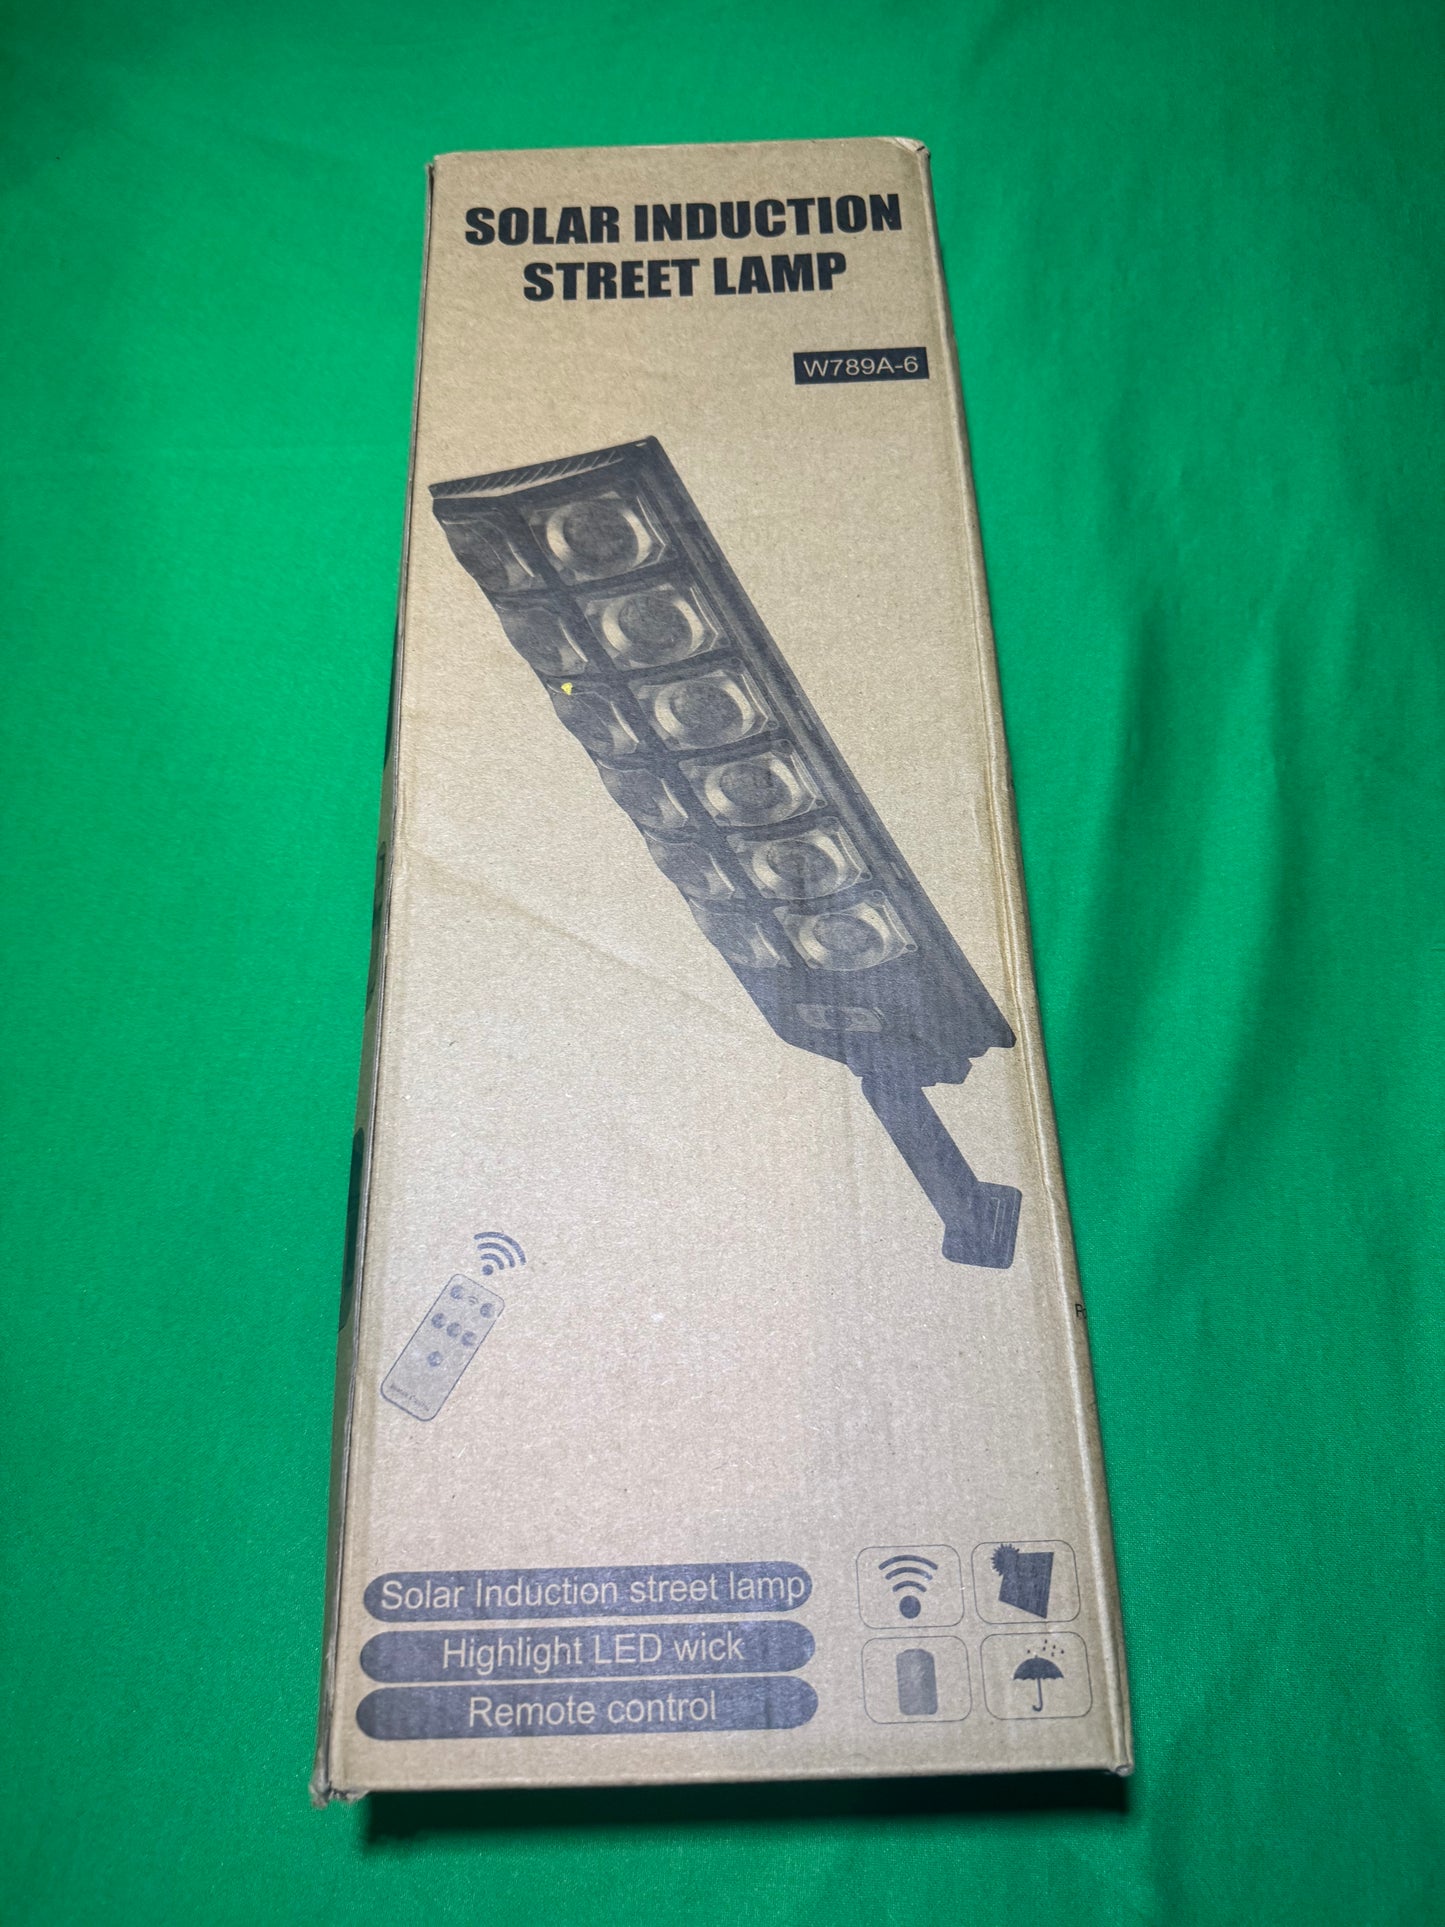 SOLAR INDUCTION
STREET LAMP
W789A-6
Solar Induction street lamp
Highlight LED wick
Remote control